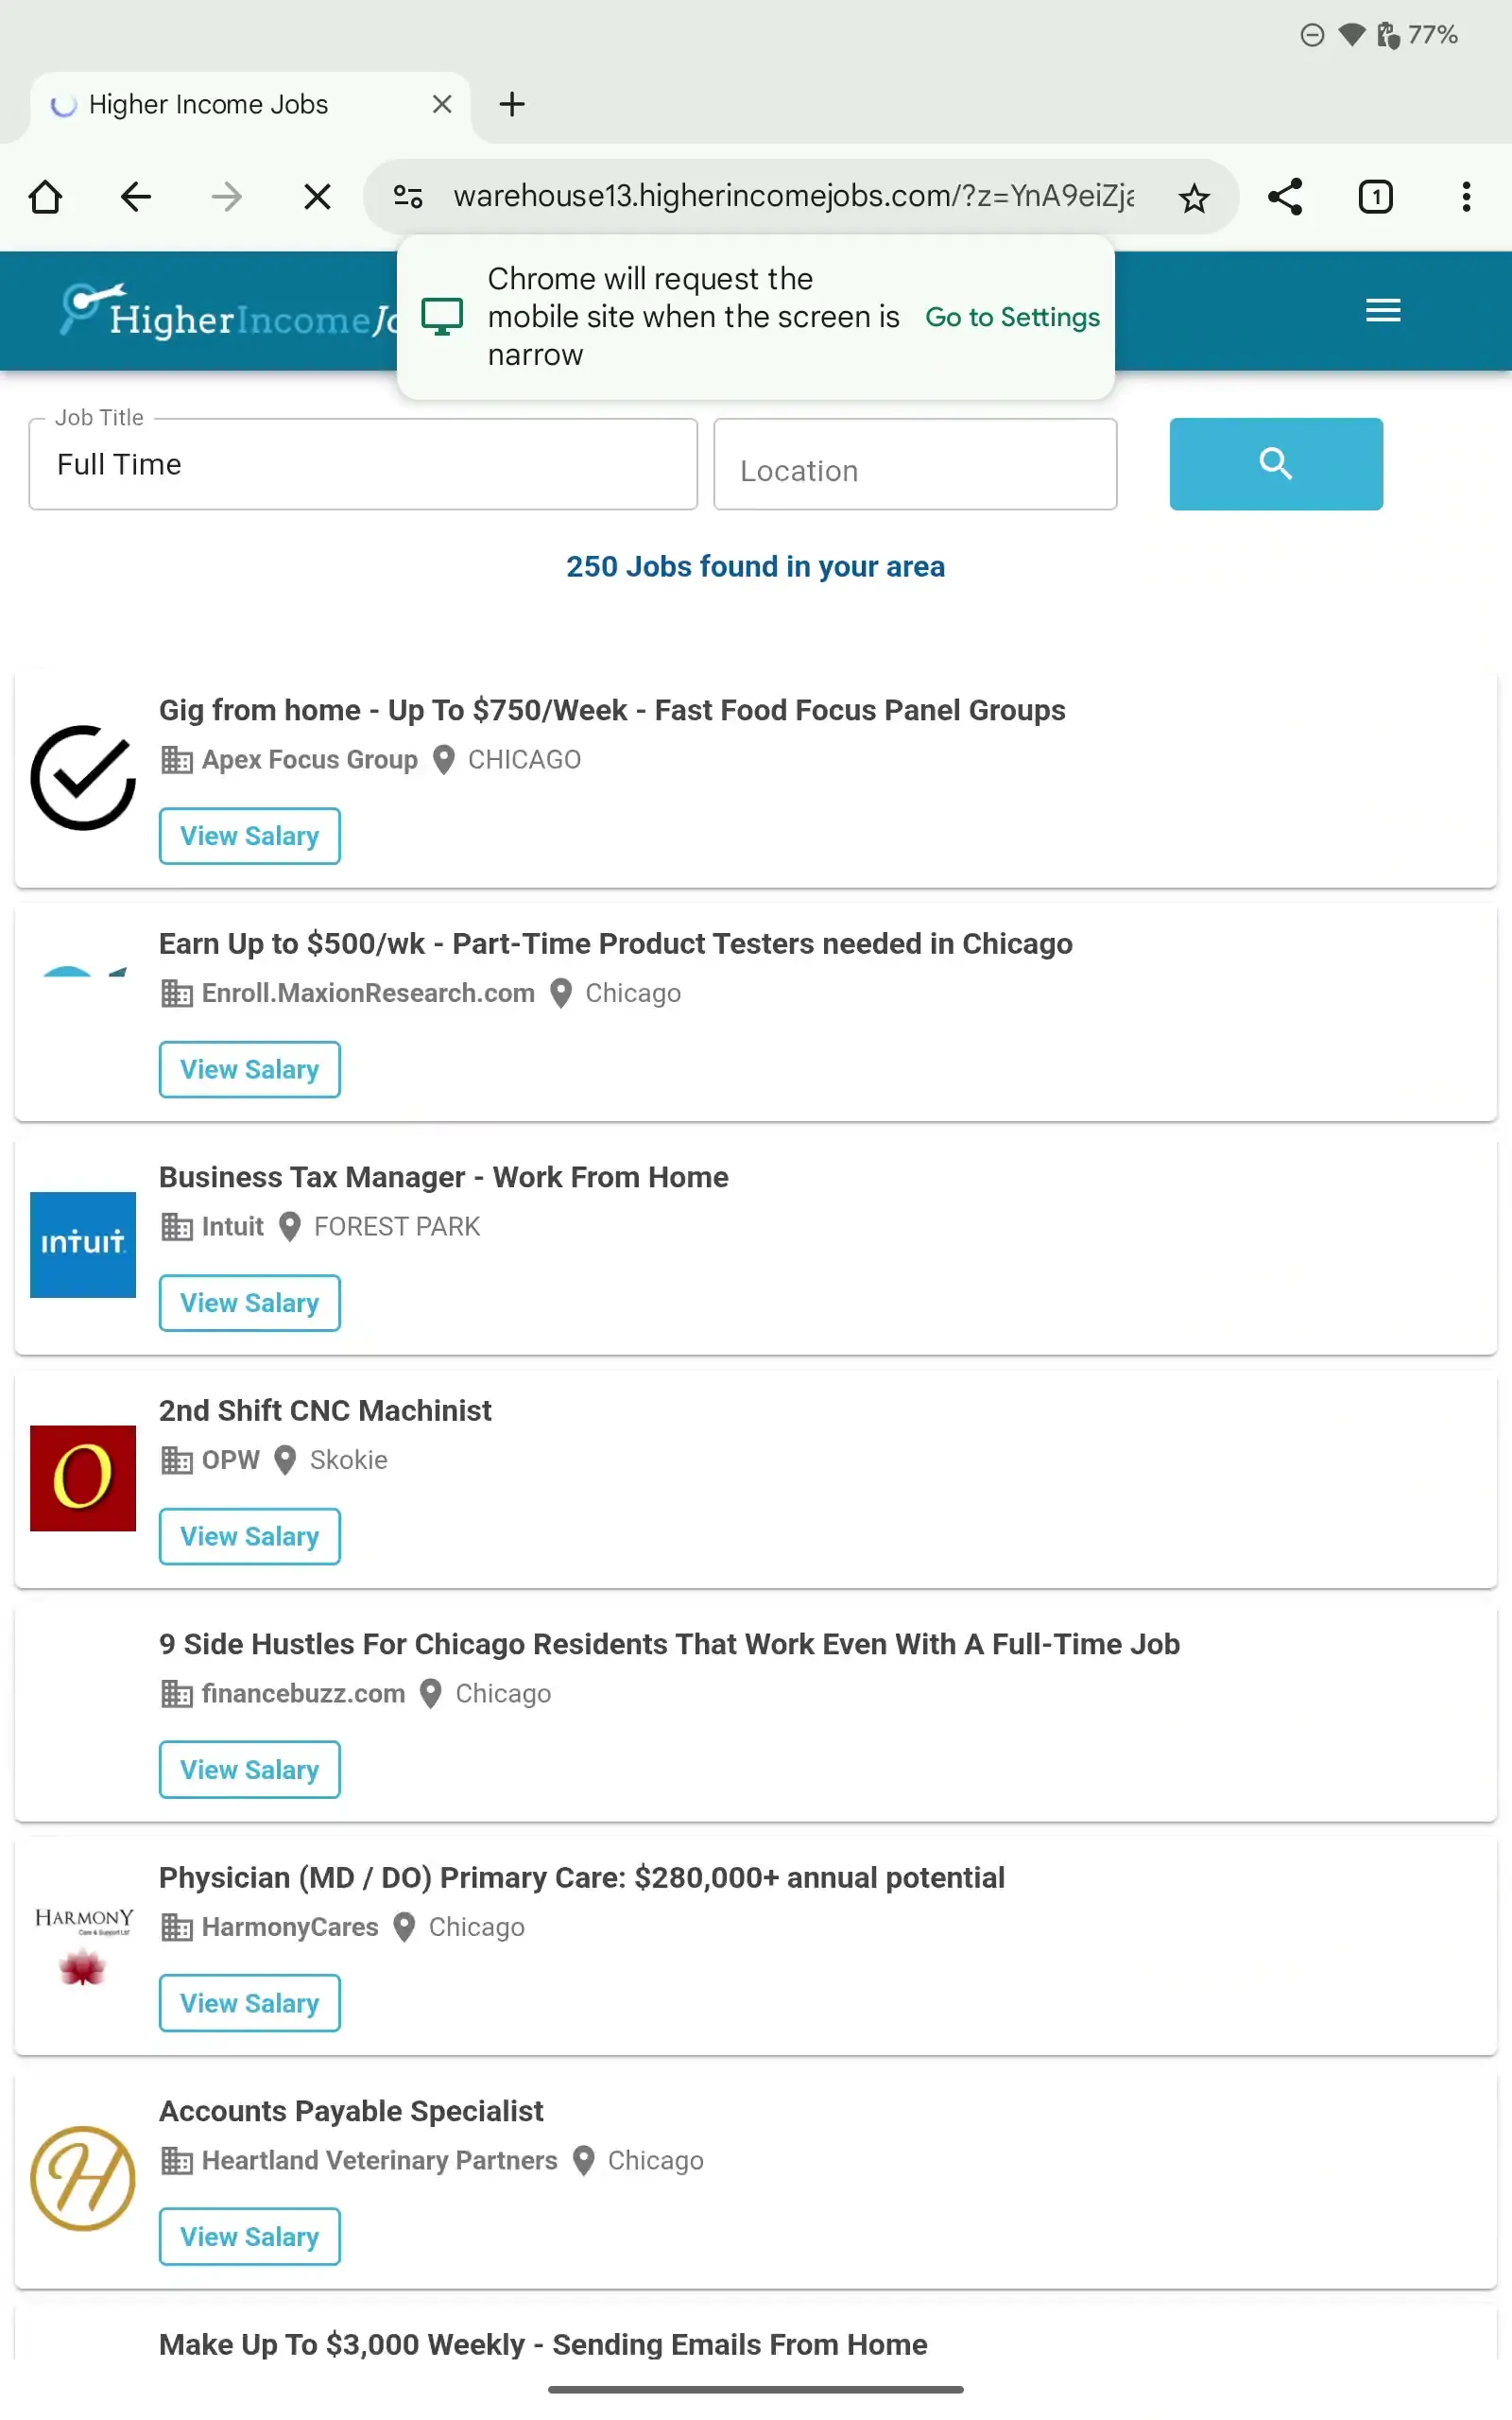 77%
Higher Income Jobs
warehouse13.higherincomejobs.com/?z=YnA9eiZja
1
Chrome will request the
mobile site when the screen is
narrow
Go to Settings
HigherIncomeJo
Job Title
Full Time
Location
250 Jobs found in your area
Gig from home - Up To $750/Week - Fast Food Focus Panel Groups
Apex Focus Group CHICAGO
View Salary
Earn Up to $500/wk - Part-Time Product Testers needed in Chicago
Enroll.MaxionResearch.com Chicago
View Salary
Business Tax Manager - Work From Home
intuit
Intuit FOREST PARK
View Salary
2nd Shift CNC Machinist
O
OPW Skokie
View Salary
9 Side Hustles For Chicago Residents That Work Even With A Full-Time Job
financebuzz.com Chicago
View Salary
Physician (MD / DO) Primary Care: $280,000+ annual potential
HARMONY
Care & Support Ltd
HarmonyCares Chicago
View Salary
Accounts Payable Specialist
H
Heartland Veterinary Partners Chicago
View Salary
Make Up To $3,000 Weekly - Sending Emails From Home